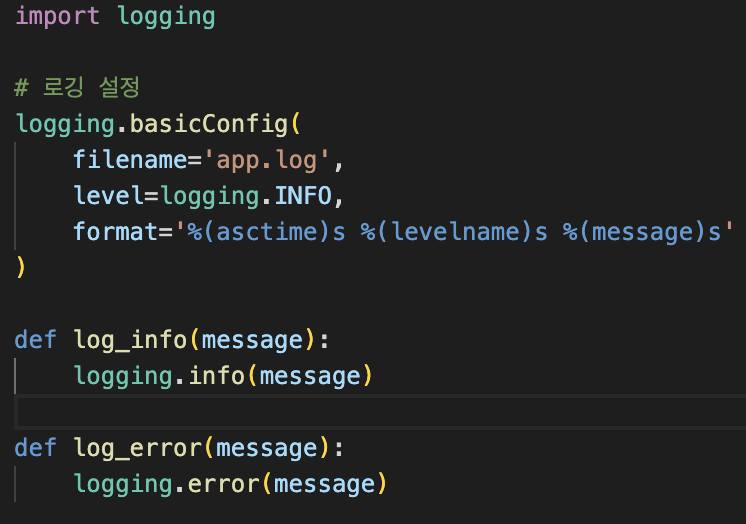 import logging

# 로깅 설정
logging.basicConfig(
    filename='app.log',
    level=logging.INFO,
    format='%(asctime)s %(levelname)s %(message)s'
)

def log_info(message):
    logging.info(message)

def log_error(message):
    logging.error(message)